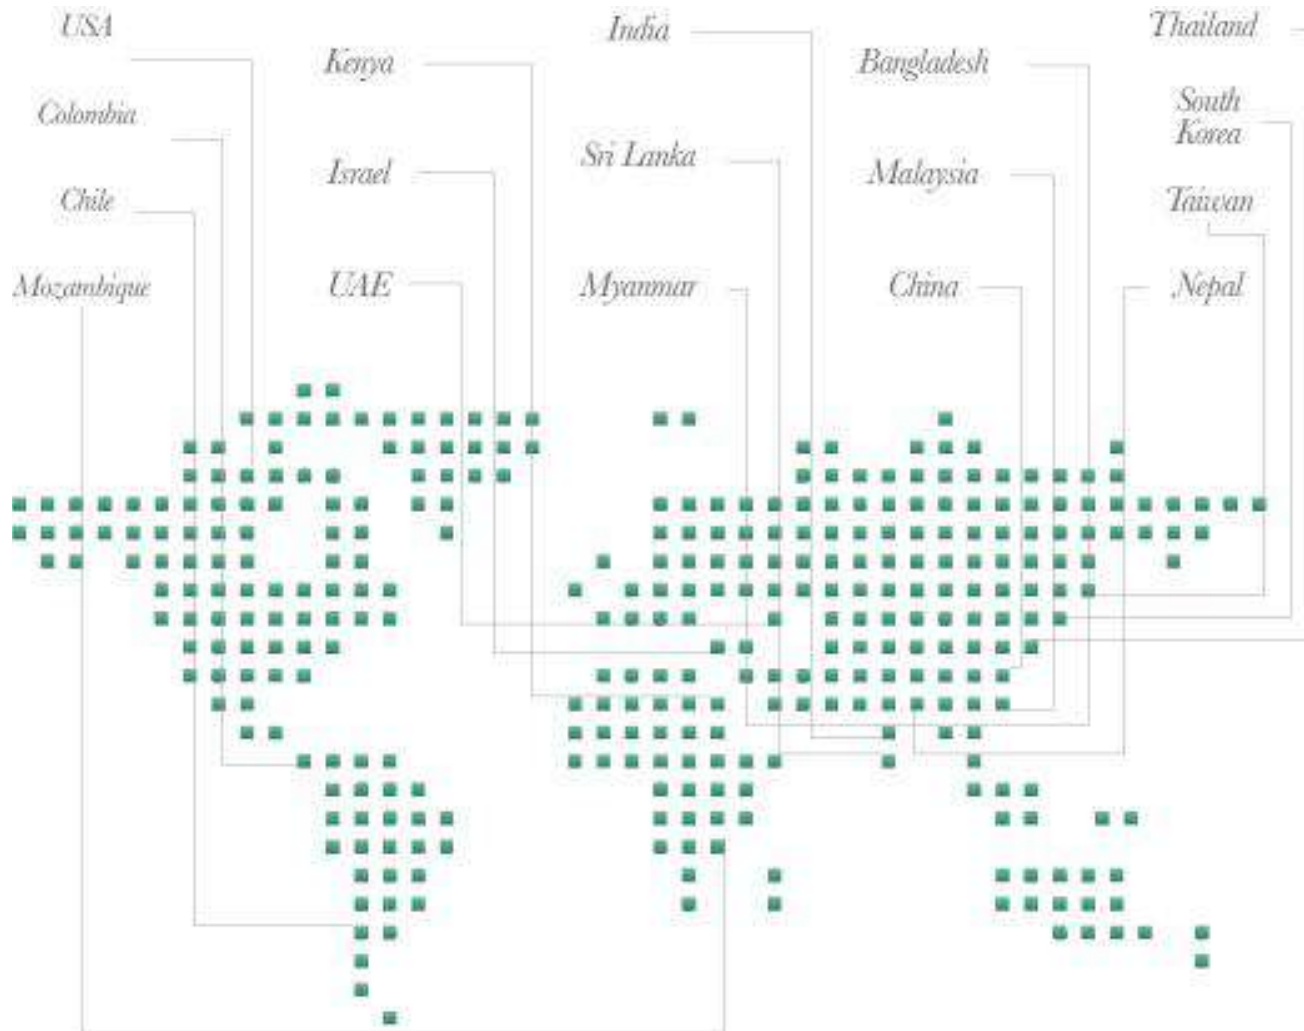 USA
Kenya
India
Bangladesh
Thailand
Colombia
Israel
Sri Lanka
Malaysia
South
Korea
Chile
UAE
Myanmar
China
Taiwan
Mozambique
Nepal